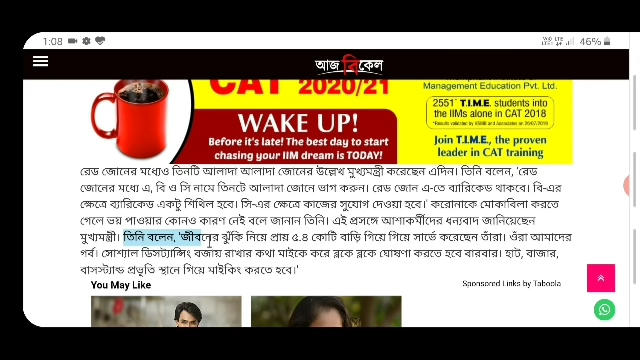 1:08
46%
আজ বিকেল
CAT 2020/21
WAKE UP!
Before it's late! The best day to start
chasing your IIM dream is TODAY!
Management Education Pvt. Ltd.
2551* T.I.M.E. students into
the IIMs alone in CAT 2018
Join T.I.M.E., the proven
leader in CAT training
রেড জোনের মধ্যেও তিনটি আলাদা আলাদা জোনের উল্লেখ মুখ্যমন্ত্রী করেছেন এদিন। তিনি বলেন, 'রেড
জোনের মধ্যে এ, বি ও সি নামে তিনটে আলাদা জোনে ভাগ করুন। রেড জোন এ-তে ব্যারিকেড থাকবে। বি-এর
ক্ষেত্রে ব্যারিকেড একটু শিথিল হবে। সি-এর ক্ষেত্রে কাজের সুযোগ দেওয়া হবে।' করোনাকে মোকাবিলা করতে
গেলে ভয় পাওয়ার কোনও কারণ নেই বলে জানান তিনি। এই প্রসঙ্গে আশাকর্মীদের ধন্যবাদ জানিয়েছেন
মুখ্যমন্ত্রী। তিনি বলেন, 'জীবনের ঝুঁকি নিয়ে প্রায় ৫.৪ কোটি বাড়ি গিয়ে গিয়ে সার্ভে করেছেন তাঁরা। ওঁরা আমাদের
গর্ব। সোশ্যাল ডিসট্যান্সিং বজায় রাখার কথা মাইকে করে ব্লকে ব্লকে ঘোষণা করতে হবে বারবার। হাট, বাজার,
বাসস্ট্যান্ড প্রভৃতি স্থানে গিয়ে মাইকিং করতে হবে।'
You May Like
Sponsored Links by Taboola